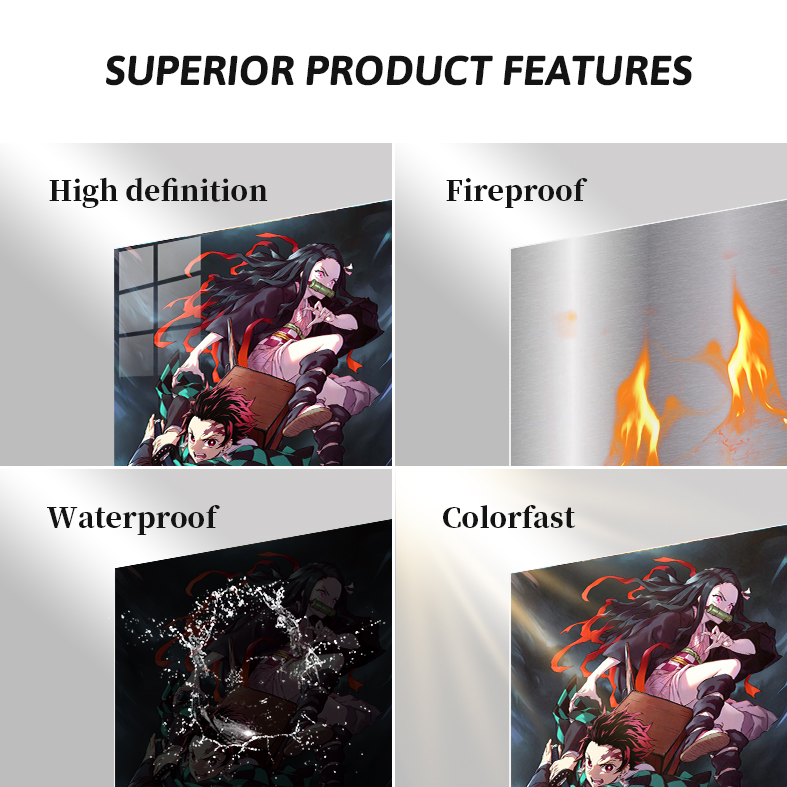 SUPERIOR PRODUCT FEATURES
High definition
Fireproof
Waterproof
Colorfast